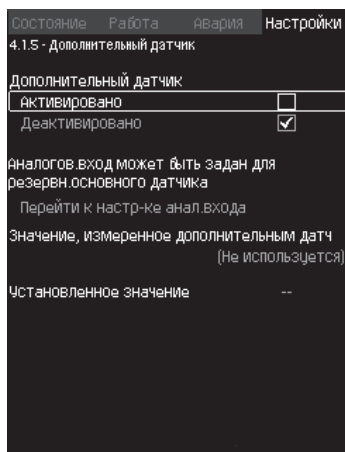 Состояние Работа Авария Настройки
4.1.5 - Дополнительный датчик
Дополнительный датчик
Активировано
Деактивировано
Аналогов.вход может быть задан для
резервн.основного датчика
Перейти к настр-ке анал.входа
Значение, измеренное дополнительным датч
(Не используется)
Установленное значение --